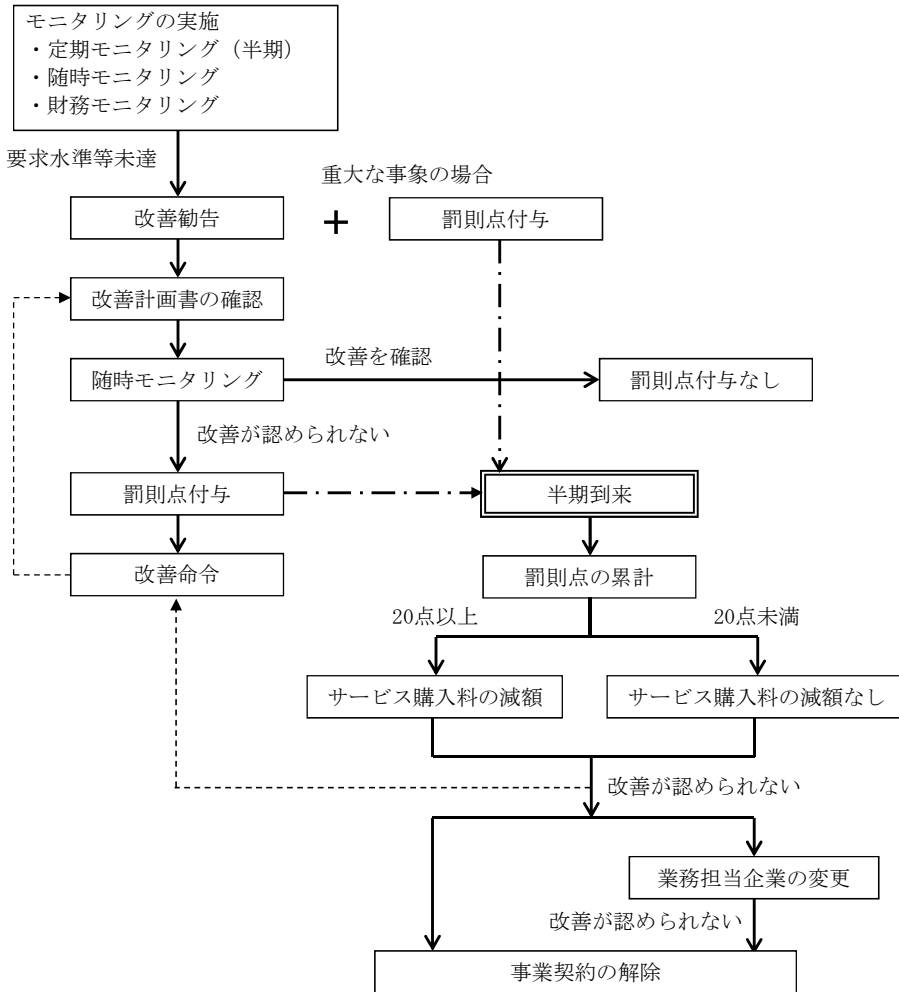 モニタリングの実施
・定期モニタリング（半期）
・随時モニタリング
・財務モニタリング
要求水準等未達
重大な事象の場合
改善勧告
＋
罰則点付与
改善計画書の確認
改善を確認
随時モニタリング
罰則点付与なし
改善が認められない
罰則点付与
半期到来
改善命令
罰則点の累計
20点以上
20点未満
サービス購入料の減額
サービス購入料の減額なし
改善が認められない
業務担当企業の変更
改善が認められない
事業契約の解除